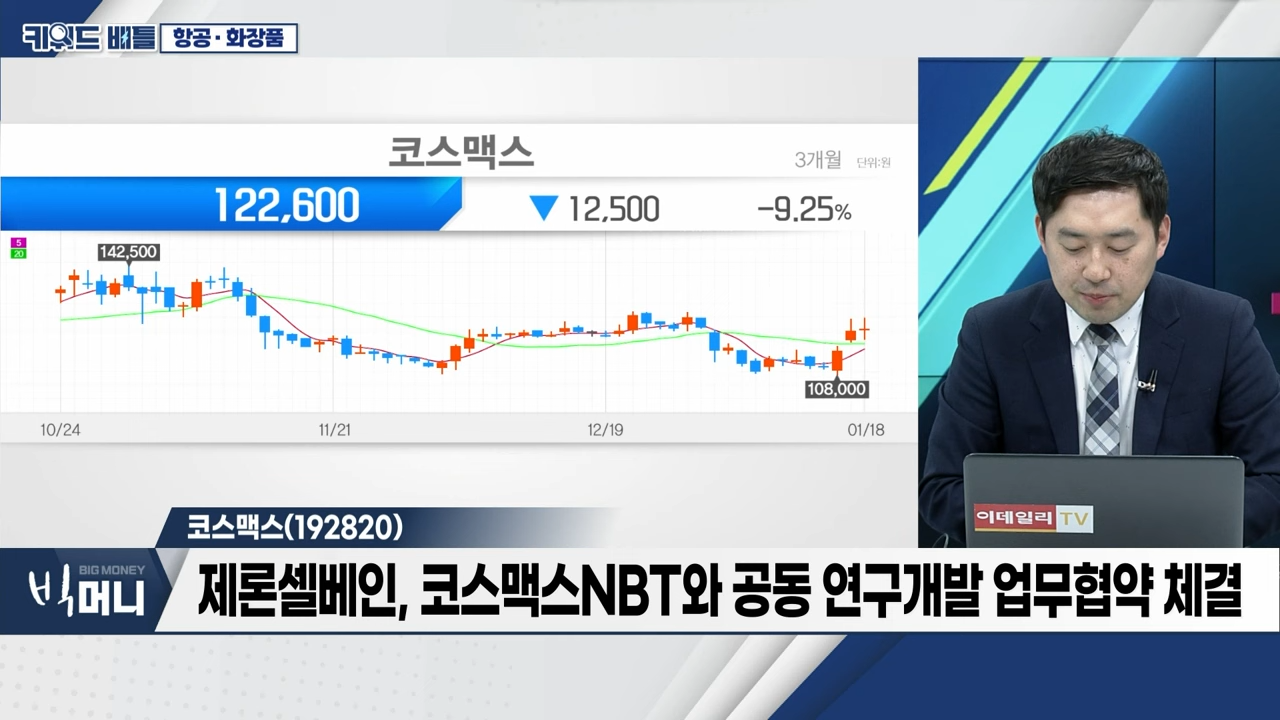 키워드 배틀 항공·화장품
코스맥스
3개월 단위:원
122,600 ▼12,500 -9.25%
5
20
142,500
108,000
10/24 11/21 12/19 01/18
이데일리TV
코스맥스(192820)
BIG MONEY
빅머니
제론셀베인, 코스맥스NBT와 공동 연구개발 업무협약 체결